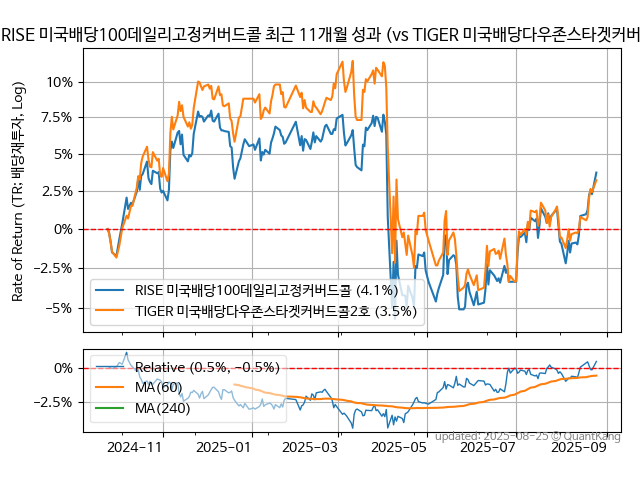 RISE 미국배당100데일리고정커버드콜 최근 11개월 성과 (vs TIGER 미국배당다우존스타겟커버
Rate of Return (TR: 배당재투자, Log)
10%
7.5%
5%
2.5%
0%
−2.5%
−5%
RISE 미국배당100데일리고정커버드콜 (4.1%)
TIGER 미국배당다우존스타겟커버드콜2호 (3.5%)
0%
−2.5%
Relative (0.5%, −0.5%)
MA(60)
MA(240)
updated: 2025-08-25 © QuantKang
2024−11 2025−01 2025−03 2025−05 2025−07 2025−09